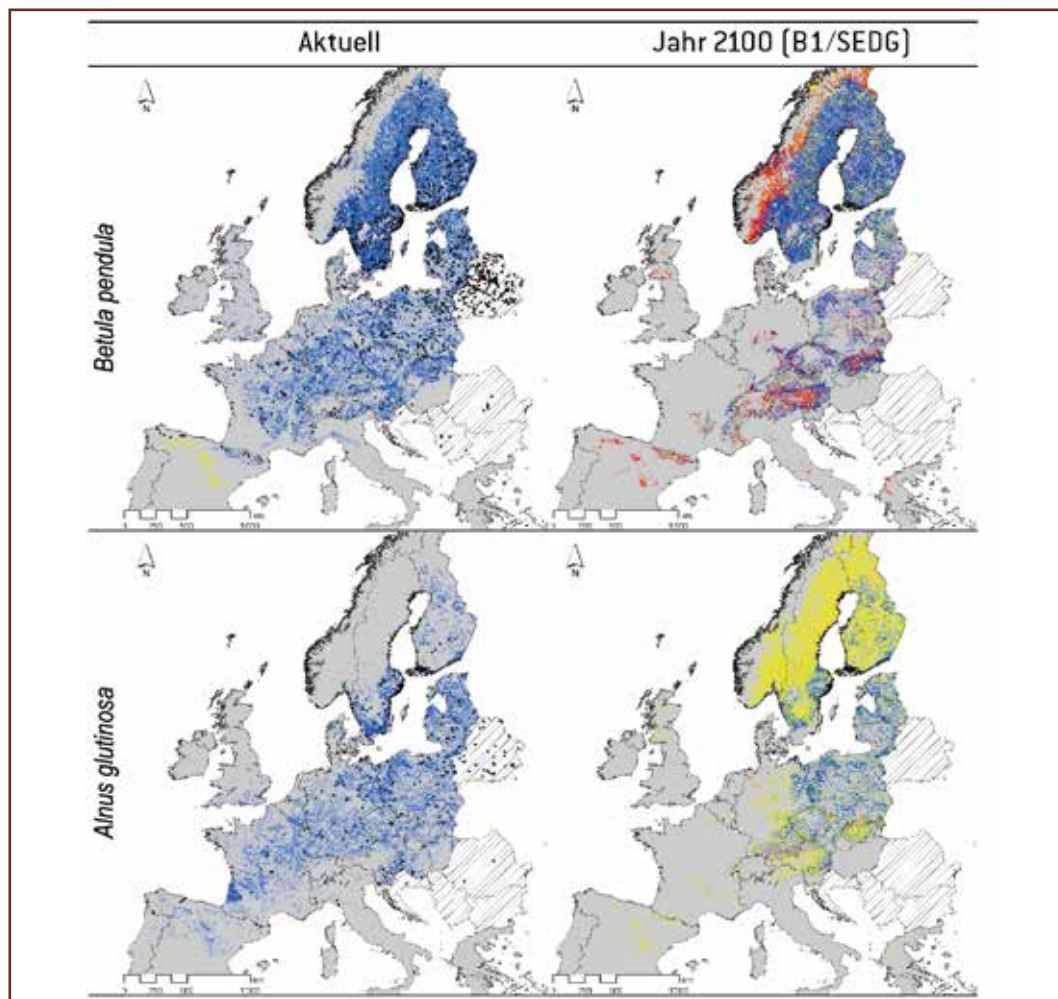 Aktuell
Jahr 2100 (B1/SEDG)
Betula pendula
N
N
Alnus glutinosa
N
N